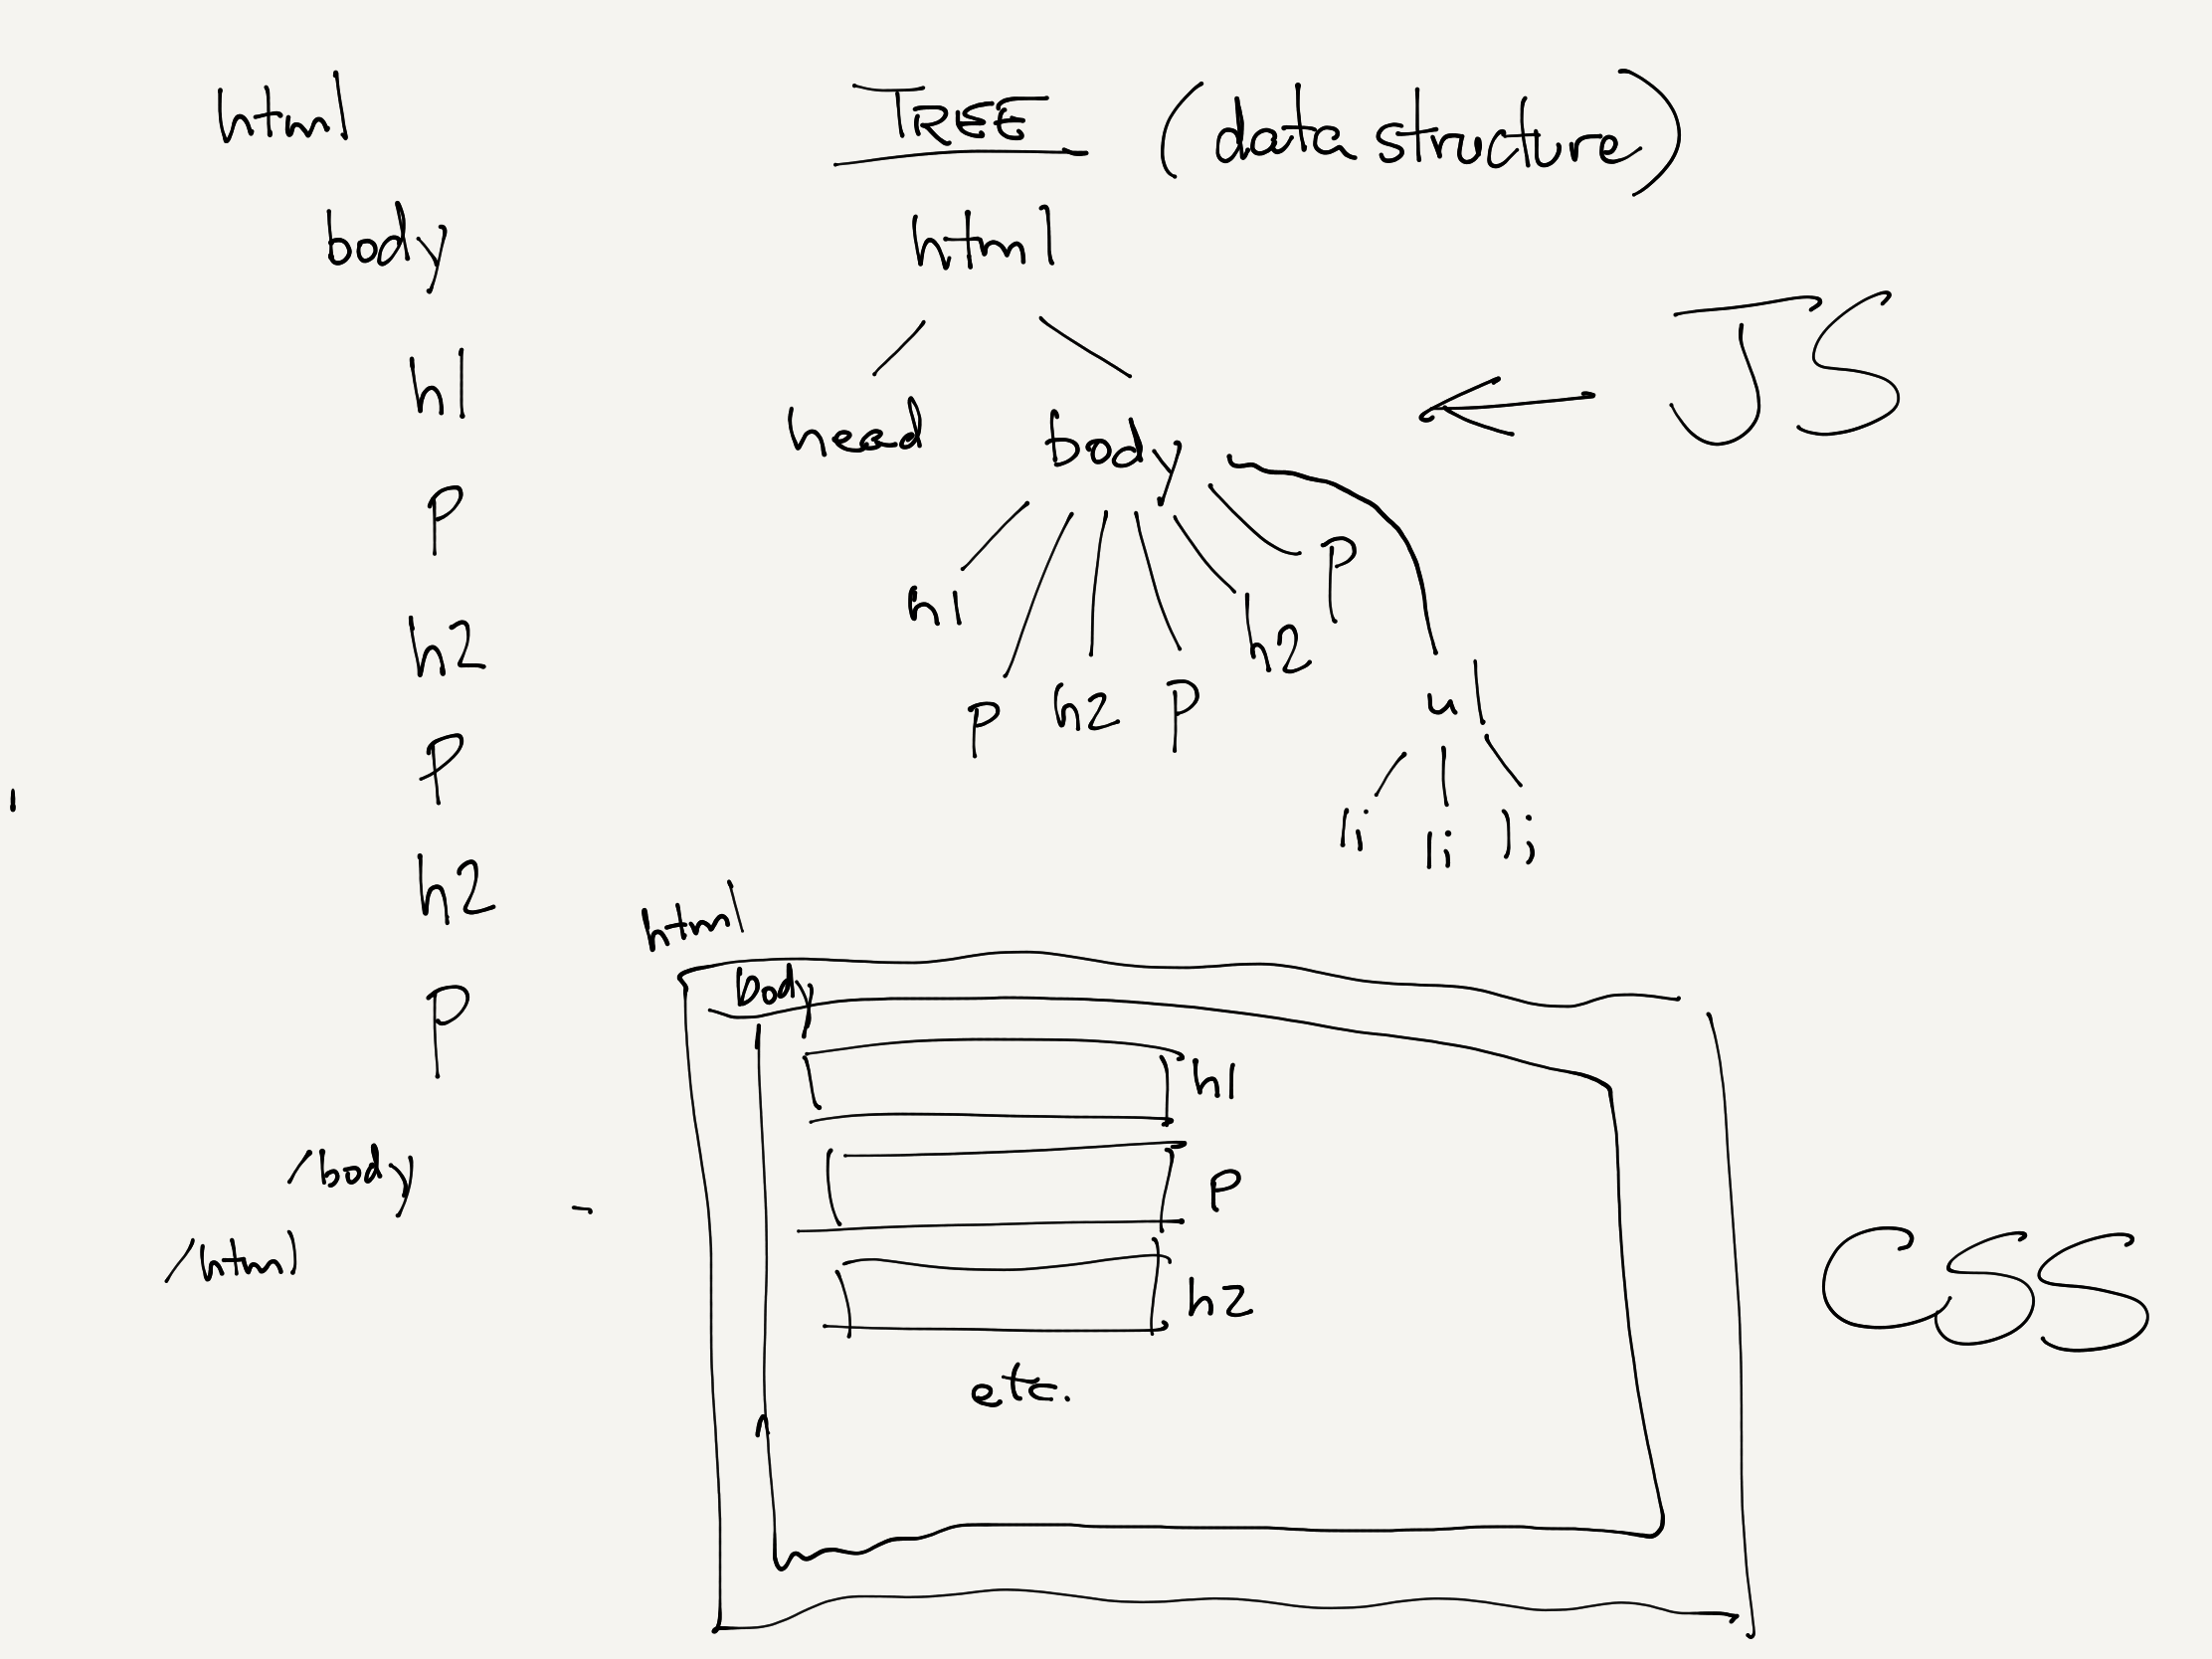 html
body
h1
p
h2
p
h2
p
/body
/html
TREE (data structure)
html
head body
h1 p h2 p h2 p ul
li li li
JS
html
body
h1
p
h2
etc.
CSS